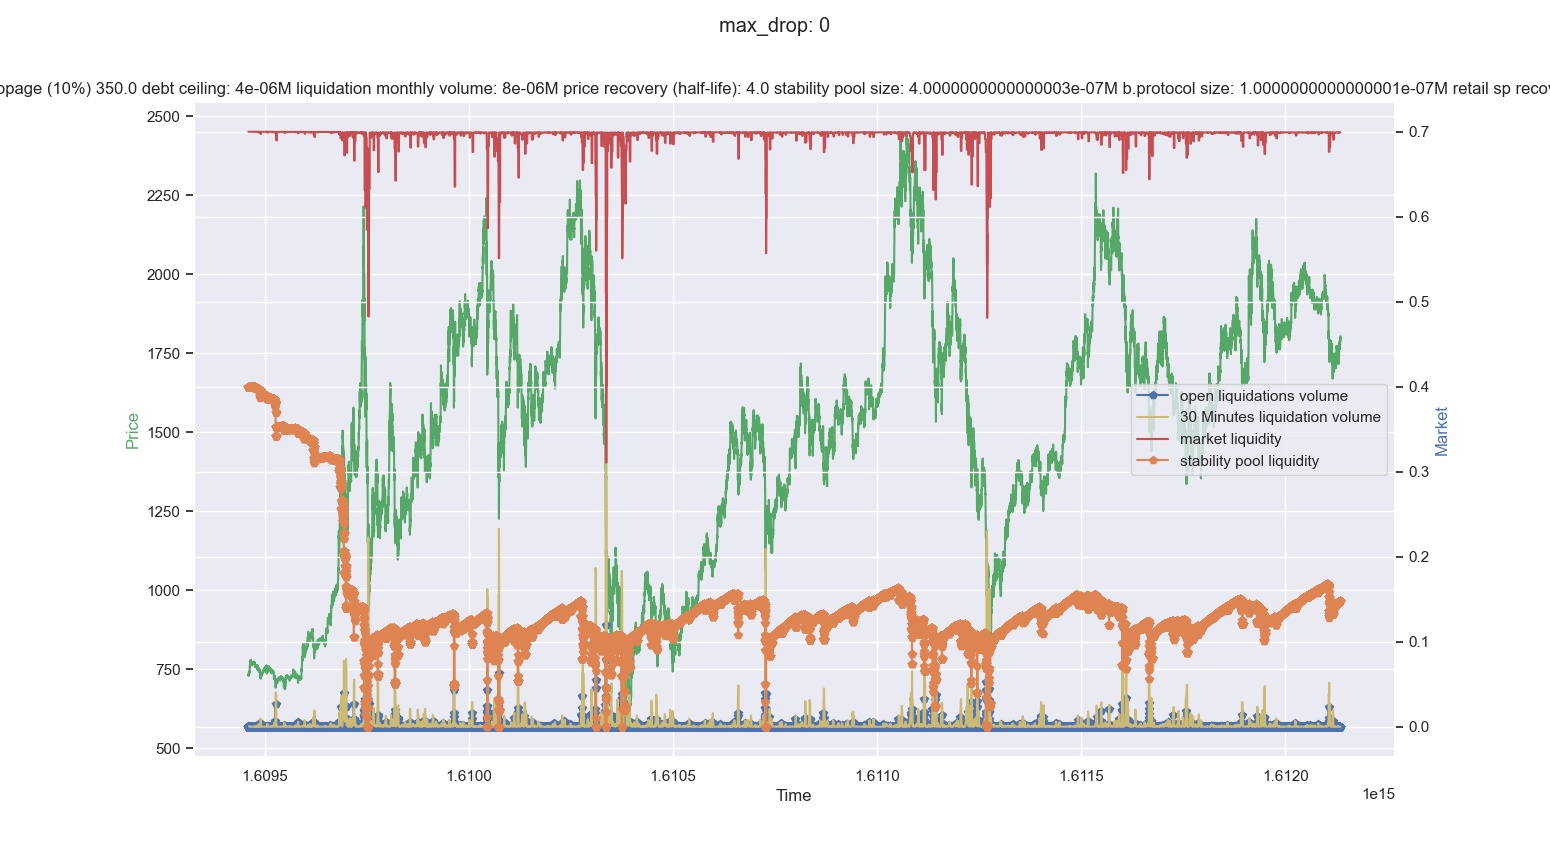 max_drop: 0
opage (10%) 350.0 debt ceiling: 4e-06M liquidation monthly volume: 8e-06M price recovery (half-life): 4.0 stability pool size: 4.0000000000000003e-07M b.protocol size: 1.0000000000000001e-07M retail sp recov
2500
2250
2000
1750
1500
1250
1000
750
500
Price
0.7
0.6
0.5
0.4
0.3
0.2
0.1
0.0
Market
open liquidations volume
30 Minutes liquidation volume
market liquidity
stability pool liquidity
1.6095
1.6100
1.6105
1.6110
1.6115
1.6120
Time
1e15